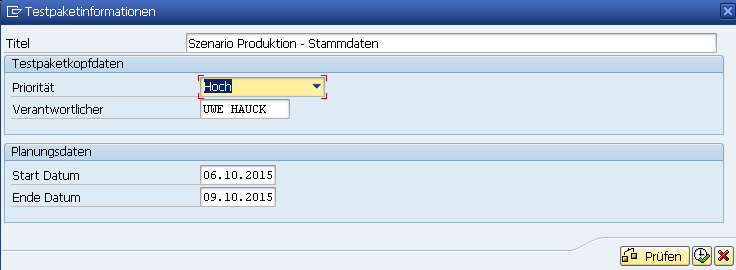 Testpaketinformationen
Titel Szenario Produktion - Stammdaten
Testpaketkopfdaten
Priorität Hoch
Verantwortlicher UWE HAUCK
Planungsdaten
Start Datum 06.10.2015
Ende Datum 09.10.2015
Prüfen